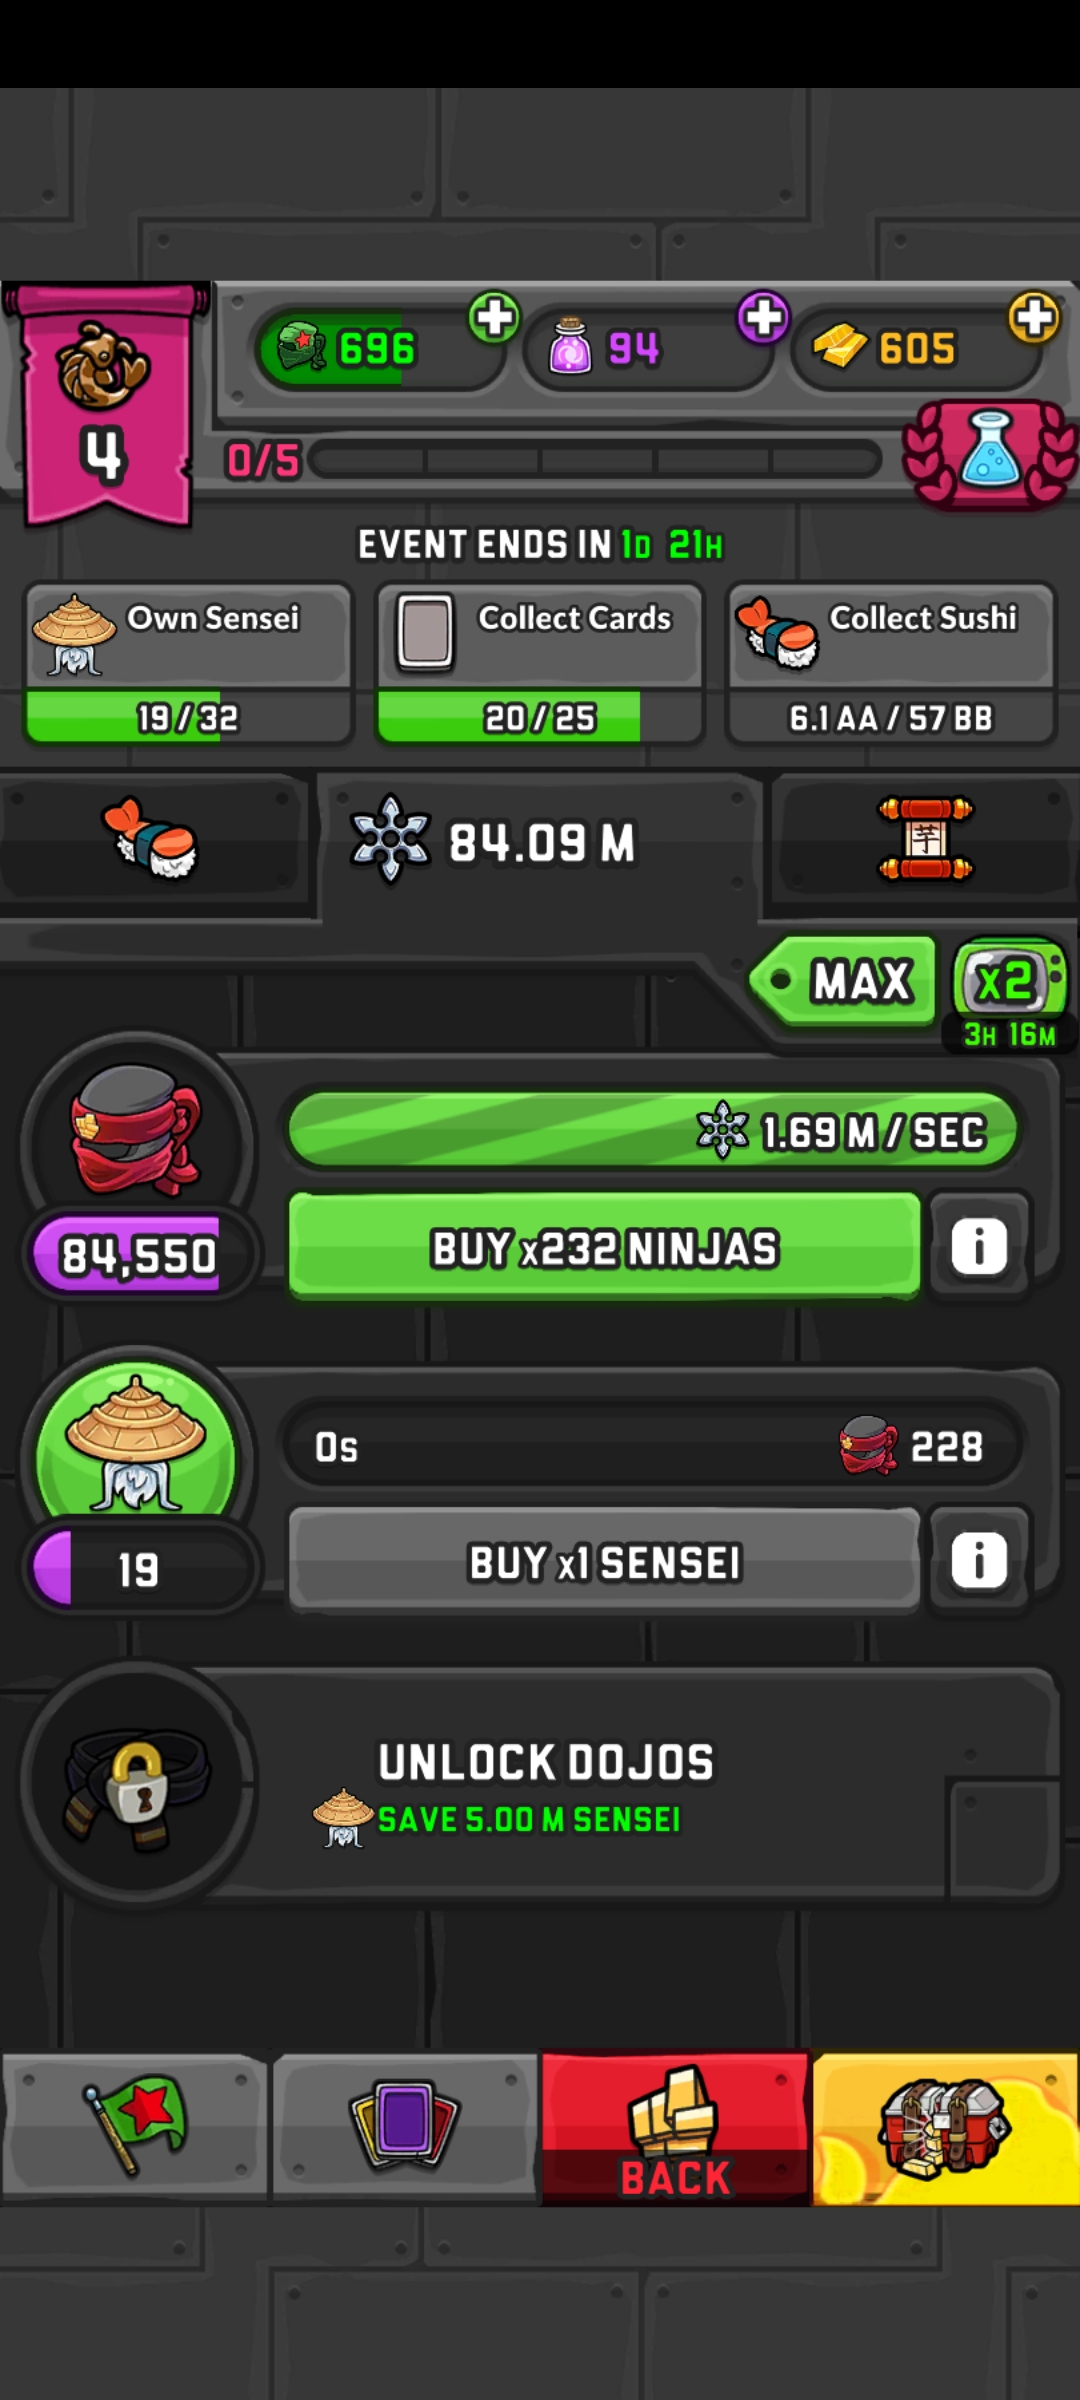 696
94
605
4
0/5
EVENT ENDS IN 1D 21H
Own Sensei
19 / 32
Collect Cards
20 / 25
Collect Sushi
6.1 AA / 57 BB
84.09 M
芋
MAX
x2
3H 16M
1.69 M / SEC
84,550
BUY x232 NINJAS
i
0s
228
19
BUY x1 SENSEI
i
UNLOCK DOJOS
SAVE 5.00 M SENSEI
BACK